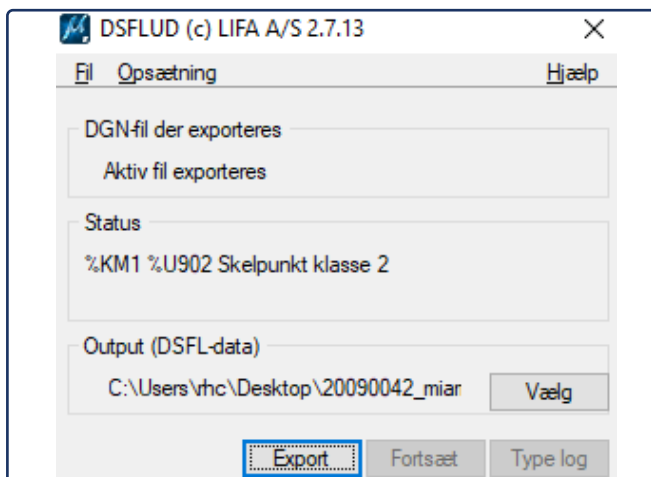 DSFLUD (c) LIFA A/S 2.7.13
Fil Opsætning Hjælp
DGN-fil der exporteres
Aktiv fil exporteres
Status
%KM1 %U902 Skelpunkt klasse 2
Output (DSFL-data)
C:\Users\rhc\Desktop\20090042_miar Vælg
Export Fortsæt Type log